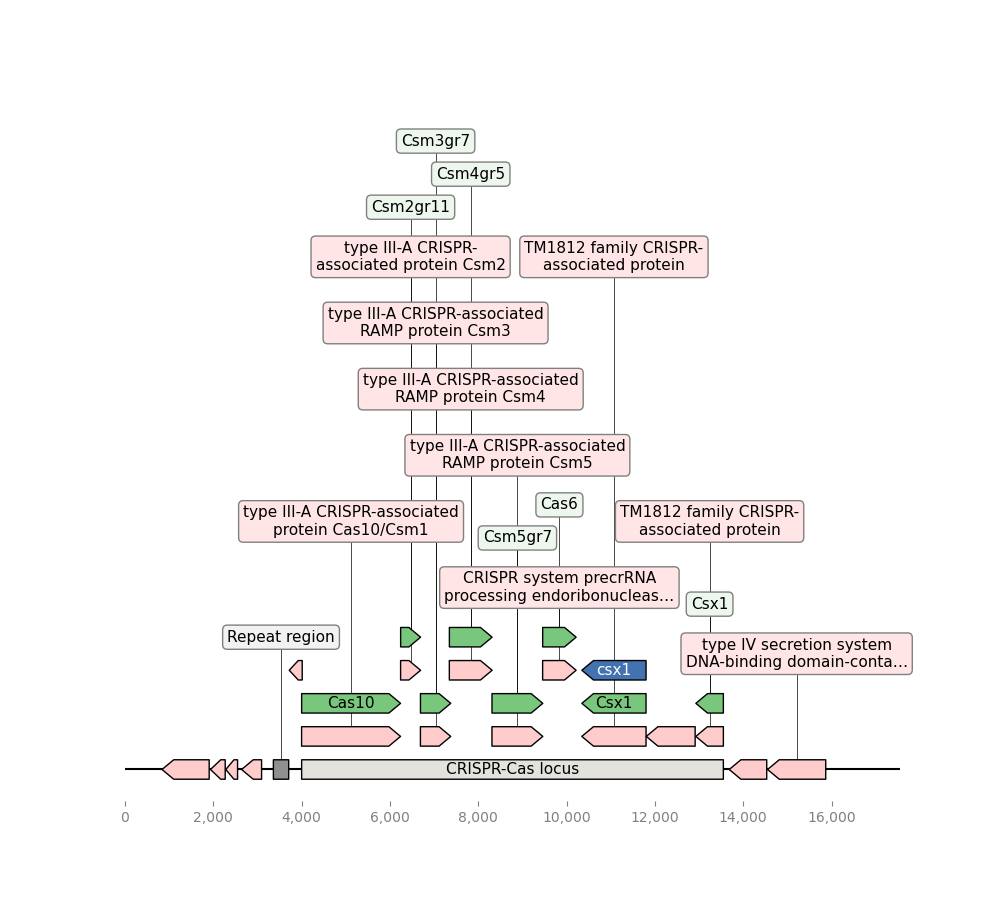 Csm3gr7
Csm4gr5
Csm2gr11
type III-A CRISPR-
associated protein Csm2
TM1812 family CRISPR-
associated protein
type III-A CRISPR-associated
RAMP protein Csm3
type III-A CRISPR-associated
RAMP protein Csm4
type III-A CRISPR-associated
RAMP protein Csm5
Cas6
type III-A CRISPR-associated
protein Cas10/Csm1
TM1812 family CRISPR-
associated protein
Csm5gr7
CRISPR system precrRNA
processing endoribonucleas…
Csx1
Repeat region
type IV secretion system
DNA-binding domain-conta…
csx1
Cas10
Csx1
CRISPR-Cas locus
0 2,000 4,000 6,000 8,000 10,000 12,000 14,000 16,000